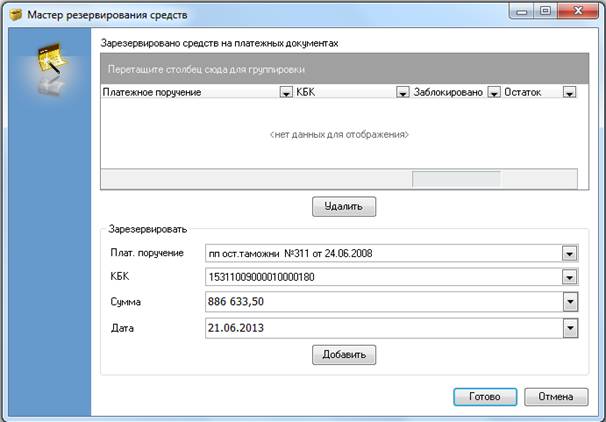 Мастер резервирования средств
Зарезервировано средств на платежных документах
Перетащите столбец сюда для группировки
Платежное поручение КБК Заблокировано Остаток
<нет данных для отображения>
Удалить
Зарезервировать
Плат. поручение пп ост.таможни №311 от 24.06.2008
КБК 15311009000010000180
Сумма 886 633,50
Дата 21.06.2013
Добавить
Готово Отмена